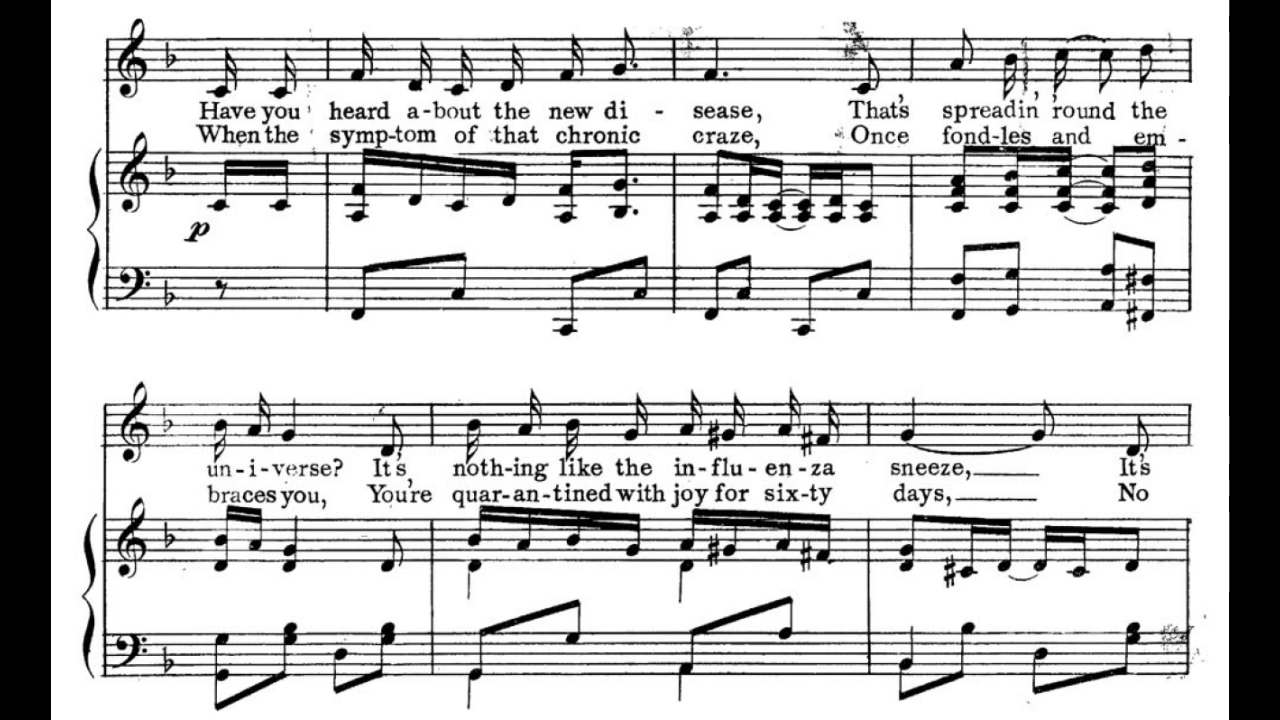 Have you heard a-bout the new di - sease, That's spreadin' 'round the
When the symp-tom of that chronic craze, Once fond-les and em -
p
un-i-verse? It's noth-ing like the in-flu-en-za sneeze, It's
braces you, You're quar-an-tined with joy for six-ty days, No